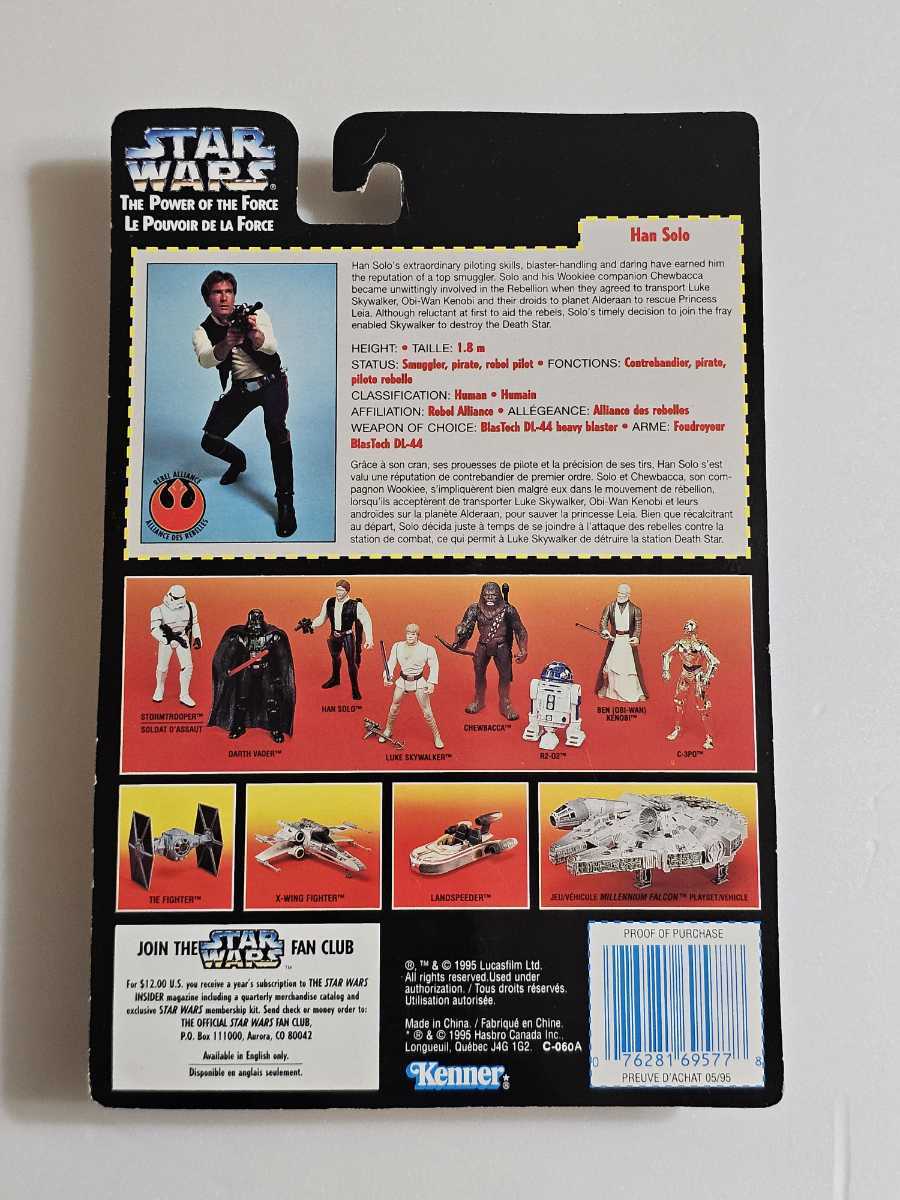 STAR
WARS®
THE POWER OF THE FORCE
LE POUVOIR DE LA FORCE
Han Solo
Han Solo's extraordinary piloting skills, blaster-handling and daring have earned him
the reputation of a top smuggler. Solo and his Wookiee companion Chewbacca
became unwittingly involved in the Rebellion when they agreed to transport Luke
Skywalker, Obi-Wan Kenobi and their droids to planet Alderaan to rescue Princess
Leia. Although reluctant at first to aid the rebels, Solo's timely decision to join the fray
enabled Skywalker to destroy the Death Star.
HEIGHT: • TAILLE: 1.8 m
STATUS: Smuggler, pirate, rebel pilot • FONCTIONS: Contrebandier, pirate,
pilote rebelle
CLASSIFICATION: Human • Humain
AFFILIATION: Rebel Alliance • ALLÉGEANCE: Alliance des rebelles
WEAPON OF CHOICE: BlasTech DL-44 heavy blaster • ARME: Foudroyeur
BlasTech DL-44
Grâce à son cran, ses prouesses de pilote et la précision de ses tirs, Han Solo s'est
valu une réputation de contrebandier de premier ordre. Solo et Chewbacca, son com-
pagnon Wookiee, s'impliquèrent bien malgré eux dans le mouvement de rébellion,
lorsqu'ils acceptèrent de transporter Luke Skywalker, Obi-Wan Kenobi et leurs
androïdes sur la planète Alderaan, pour sauver la princesse Leia. Bien que récalcitrant
au départ, Solo décida juste à temps de se joindre à l'attaque des rebelles contre la
station de combat, ce qui permit à Luke Skywalker de détruire la station Death Star.
REBEL ALLIANCE
ALLIANCE DES REBELLES
STORMTROOPER™
SOLDAT D'ASSAUT
DARTH VADER™
HAN SOLO™
LUKE SKYWALKER™
CHEWBACCA™
R2-D2™
BEN (OBI-WAN)
KENOBI™
C-3PO™
TIE FIGHTER™
X-WING FIGHTER™
LANDSPEEDER™
JEU/VÉHICULE MILLENNIUM FALCON™ PLAYSET/VEHICLE
JOIN THE STAR WARS™ FAN CLUB
For $12.00 U.S. you receive a year's subscription to THE STAR WARS
INSIDER magazine including a quarterly merchandise catalog and
exclusive STAR WARS membership kit. Send check or money order to:
THE OFFICIAL STAR WARS FAN CLUB,
P.O. Box 111000, Aurora, CO 80042
Available in English only.
Disponible en anglais seulement.
®, ™ & © 1995 Lucasfilm Ltd.
All rights reserved.Used under
authorization. / Tous droits réservés.
Utilisation autorisée.
Made in China. / Fabriqué en Chine.
* ® & © 1995 Hasbro Canada Inc.,
Longueuil, Québec J4G 1G2. C-060A
Kenner*
PROOF OF PURCHASE
0 76281 69577 8
PREUVE D'ACHAT 05/95